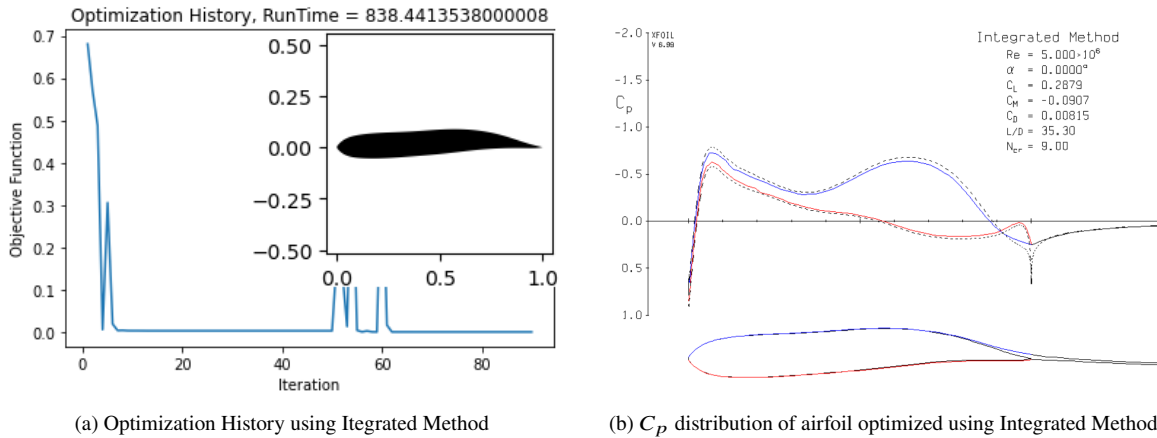 Optimization History, RunTime = 838.4413538000008
0.7
0.6
0.5
0.4
0.3
0.2
0.1
0.0
Objective Function
0
20
40
60
80
Iteration
0.50
0.25
0.00
−0.25
−0.50
0.0
0.5
1.0
(a) Optimization History using Itegrated Method
XFOIL
V 6.99
-2.0
-1.5
-1.0
-0.5
0.0
0.5
1.0
Cp
Integrated Method
Re = 5.000·10⁶
α = 0.0000°
CL = 0.2879
CM = -0.0907
CD = 0.00815
L/D = 35.30
Ncr = 9.00
(b) Cp distribution of airfoil optimized using Integrated Method